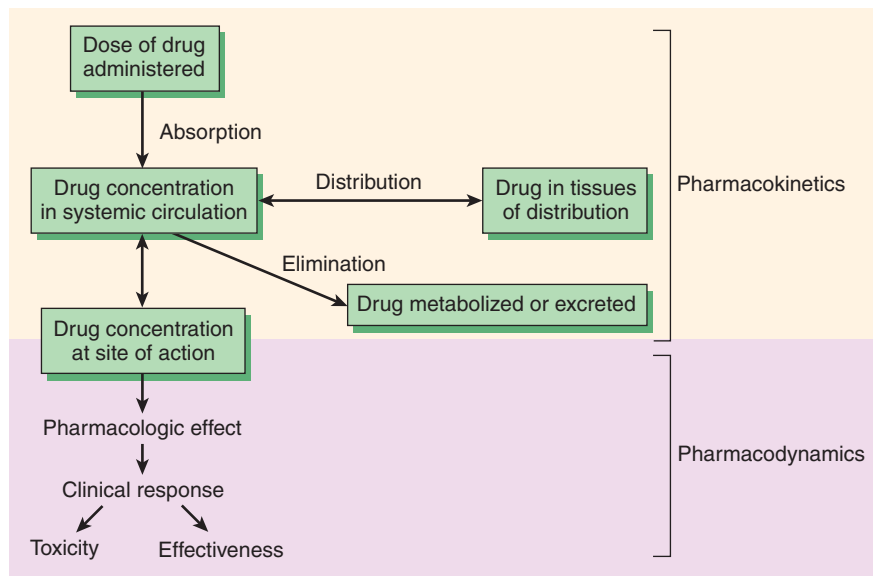 Dose of drug
administered
Absorption
Drug concentration
in systemic circulation
Distribution
Drug in tissues
of distribution
Pharmacokinetics
Elimination
Drug metabolized or excreted
Drug concentration
at site of action
Pharmacologic effect
Pharmacodynamics
Clinical response
Toxicity
Effectiveness